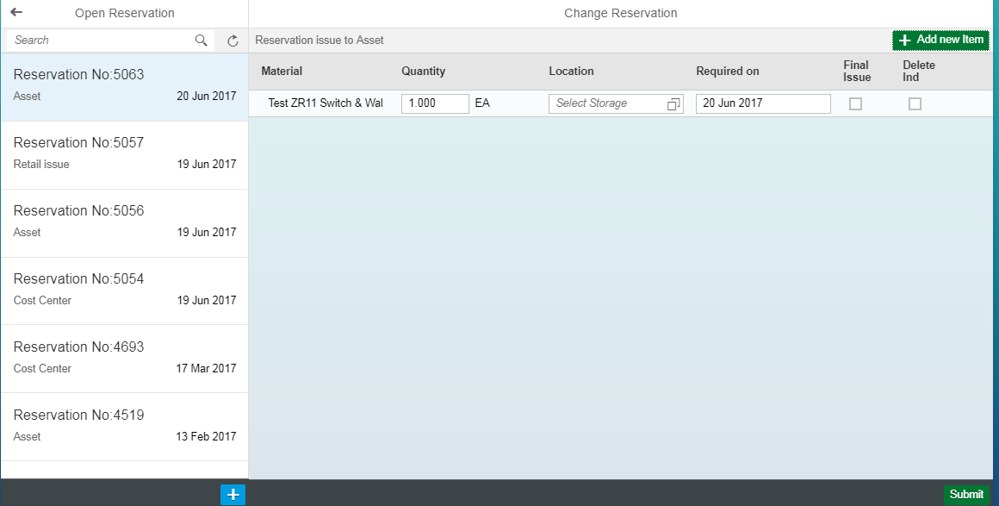 Open Reservation
Change Reservation
Search
Reservation issue to Asset
Add new Item
Reservation No:5063
Asset
20 Jun 2017
Reservation No:5057
Retail issue
19 Jun 2017
Reservation No:5056
Asset
19 Jun 2017
Reservation No:5054
Cost Center
19 Jun 2017
Reservation No:4693
Cost Center
17 Mar 2017
Reservation No:4519
Asset
13 Feb 2017
Material
Quantity
Location
Required on
Final
Issue
Delete
Ind
Test ZR11 Switch & Wal
1.000
EA
Select Storage
20 Jun 2017
Submit